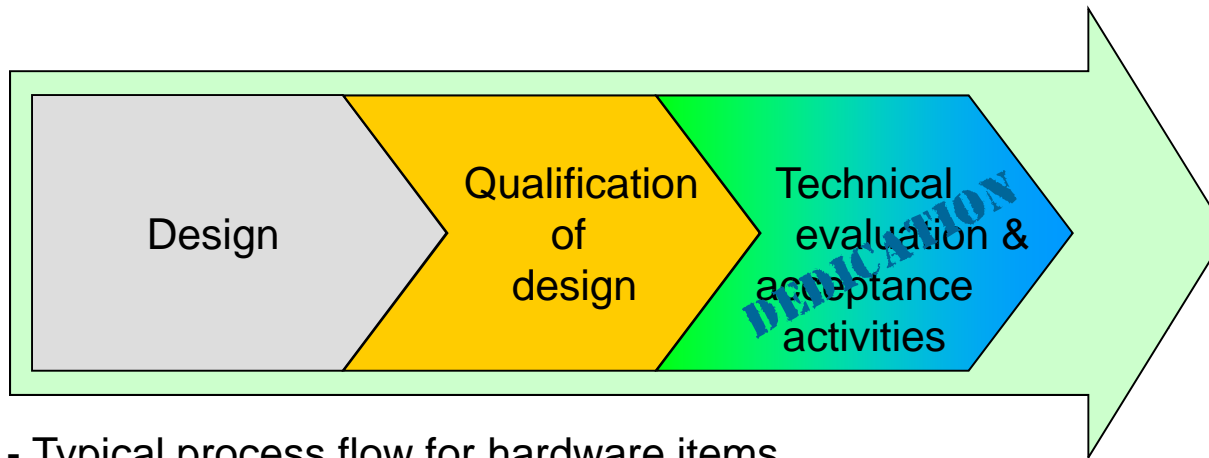 Design
Qualification
of
design
Technical
evaluation &
acceptance
activities
DEDICATION
- Typical process flow for hardware items